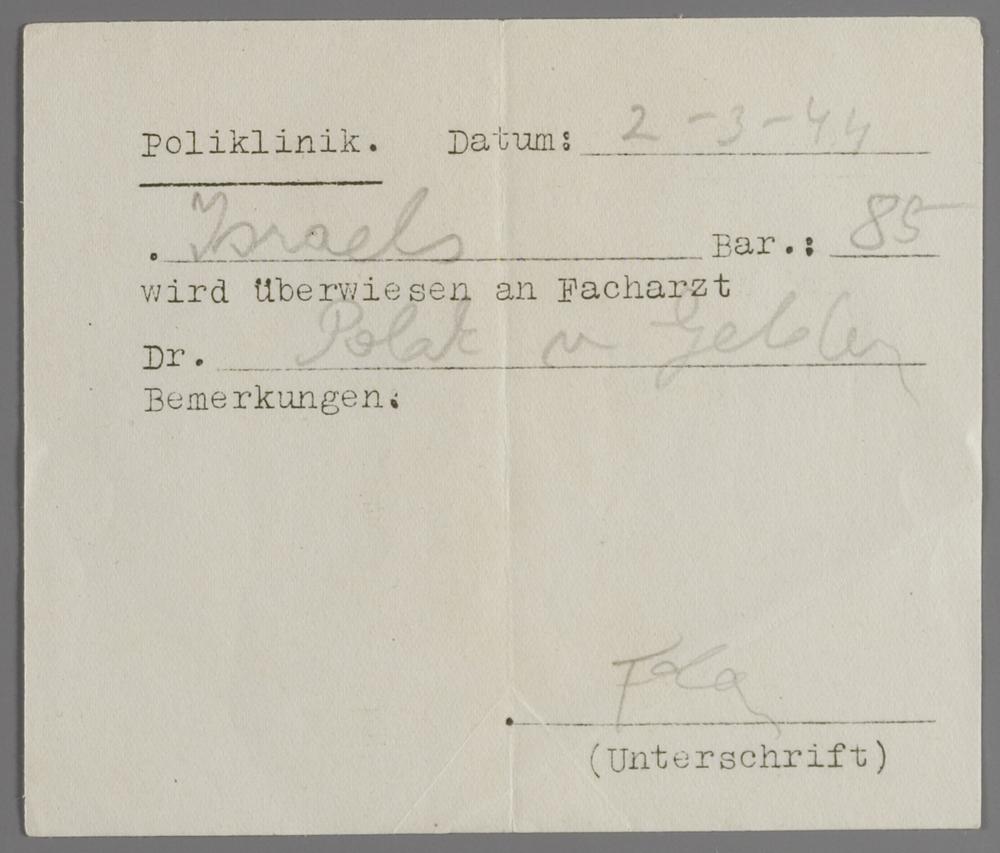 Poliklinik. Datum: 2-3-44
. Israels Bar.: 85
wird überwiesen an Facharzt
Dr. Polak v Gelder
Bemerkungen:
(Unterschrift)